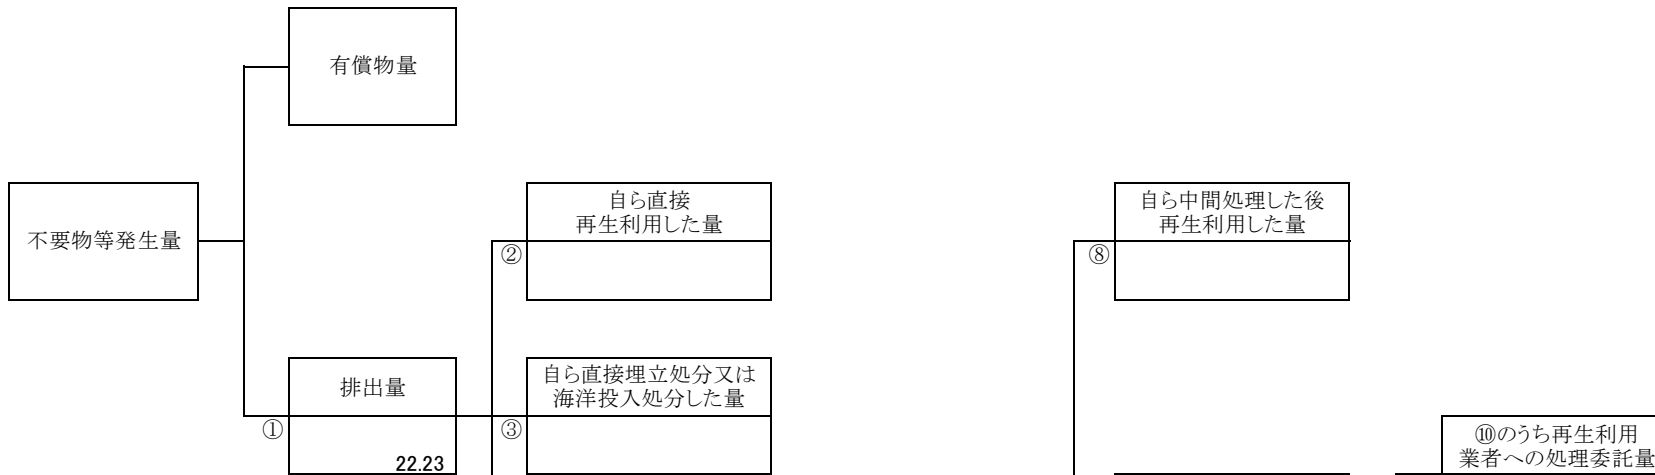 有償物量
不要物等発生量
自ら直接
再生利用した量
②
自ら中間処理した後
再生利用した量
⑧
排出量
①
22.23
自ら直接埋立処分又は
海洋投入処分した量
③
⑩のうち再生利用
業者への処理委託量